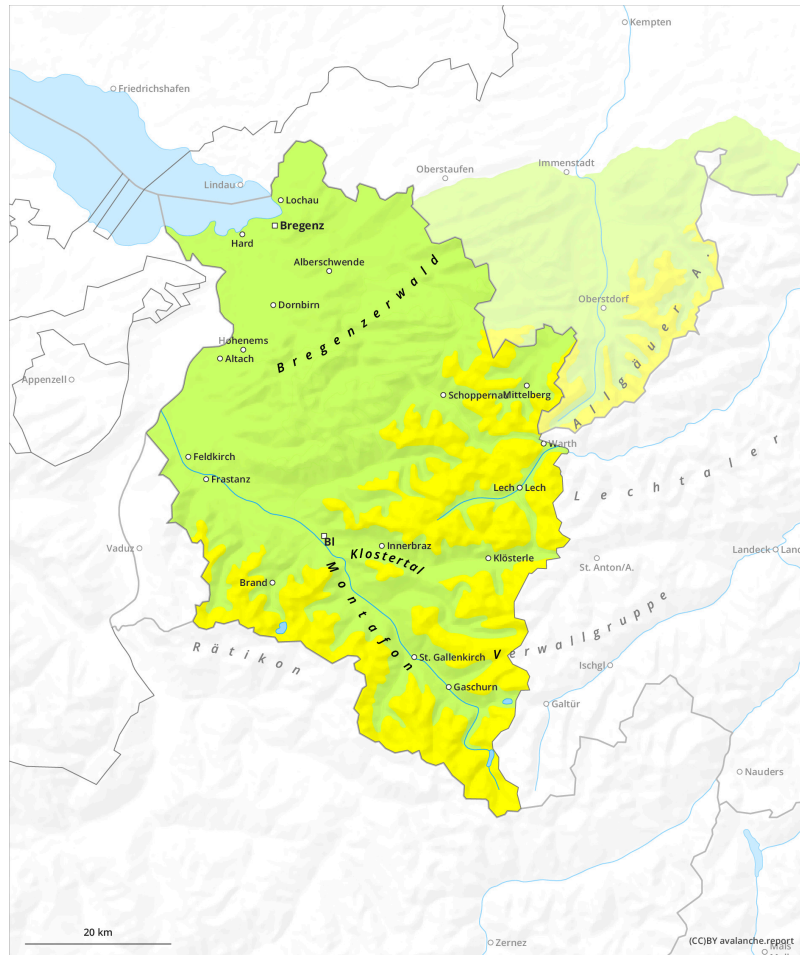 Kempten
Friedrichshafen
Oberstaufen
Immenstadt
Lindau
Lochau
Bregenz
Hard
Alberschwende
Dornbirn
Oberstdorf
Bregenzerwald
Allgäuer A.
Hohenems
Altach
Appenzell
Schoppernau
Mittelberg
Warth
Lechtaler
Feldkirch
Frastanz
Lech
Lech
Vaduz
Bl
Innerbraz
Klostertal
Klösterle
St. Anton/A.
Landeck
Land
Brand
Montafon
Rätikon
St. Gallenkirch
Verwallgruppe
Ischgl
Gaschurn
Galtür
Nauders
20 km
Zernez
(CC)BY avalanche.report
Mals